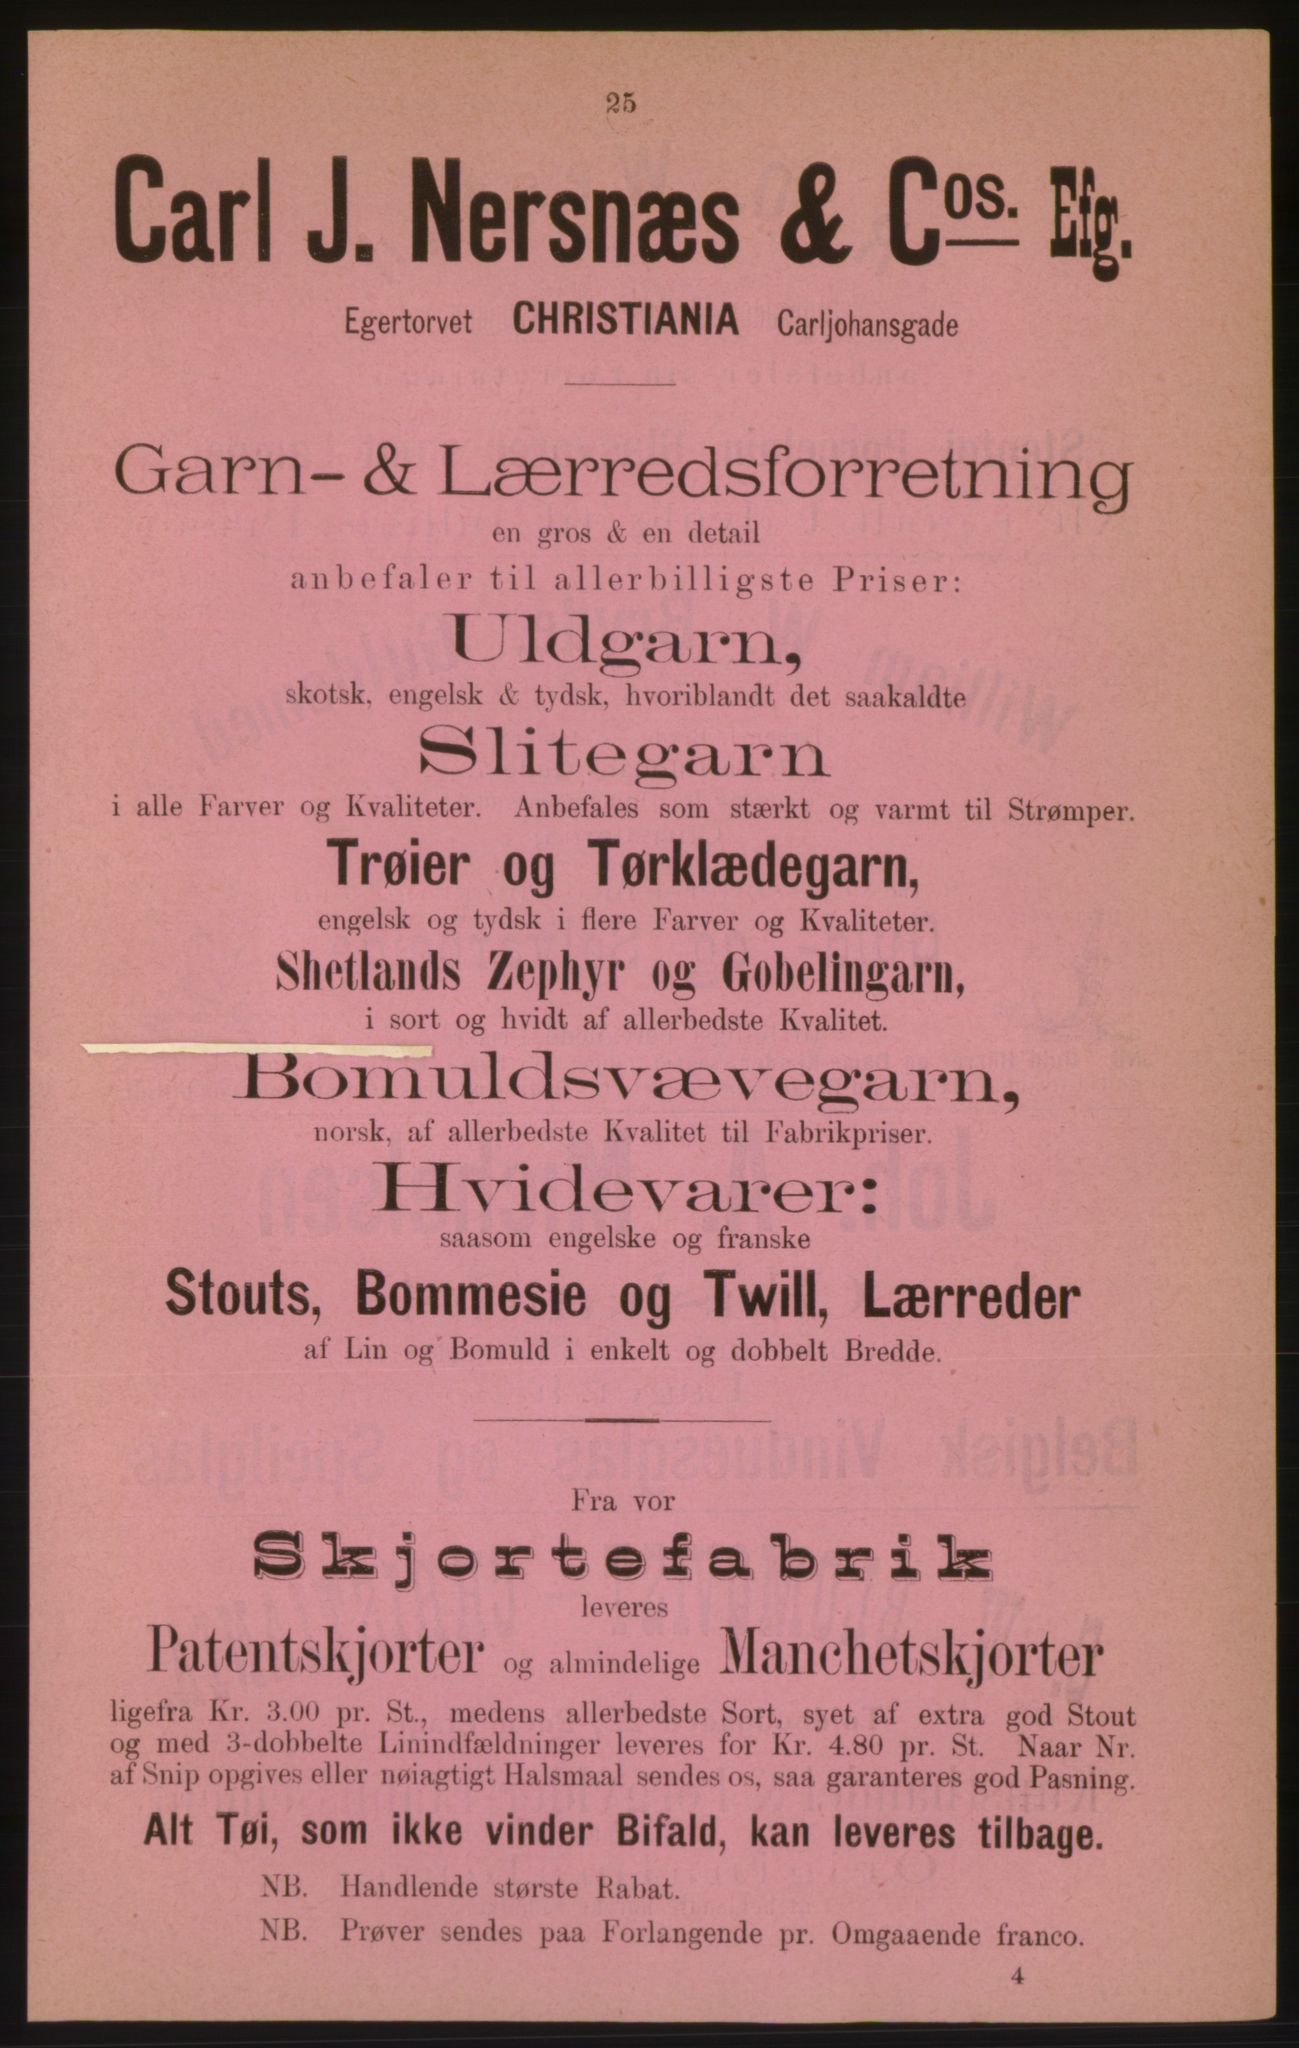 25
Carl J. Nersnæs & Cos. Efg.
Egertorvet CHRISTIANIA Carljohansgade
Garn- & Lærredsforretning
en gros & en detail
anbefaler til allerbilligste Priser:
Uldgarn,
skotsk, engelsk & tydsk, hvoriblandt det saakaldte
Slitegarn
i alle Farver og Kvaliteter. Anbefales som stærkt og varmt til Strømper.
Trøier og Tørklædegarn,
engelsk og tydsk i flere Farver og Kvaliteter.
Shetlands Zephyr og Gobelingarn,
i sort og hvidt af allerbedste Kvalitet.
Bomuldsvævegarn,
norsk, af allerbedste Kvalitet til Fabrikpriser.
Hvidevarer:
saasom engelske og franske
Stouts, Bommesie og Twill, Lærreder
af Lin og Bomuld i enkelt og dobbelt Bredde.
Fra vor
Skjortefabrik
leveres
Patentskjorter og almindelige Manchetskjorter
ligefra Kr. 3.00 pr. St., medens allerbedste Sort, syet af extra god Stout
og med 3-dobbelte Linindfældninger leveres for Kr. 4.80 pr. St. Naar Nr.
af Snip opgives eller nøiagtigt Halsmaal sendes os, saa garanteres god Pasning.
Alt Tøi, som ikke vinder Bifald, kan leveres tilbage.
NB. Handlende største Rabat.
NB. Prøver sendes paa Forlangende pr. Omgaaende franco.
4